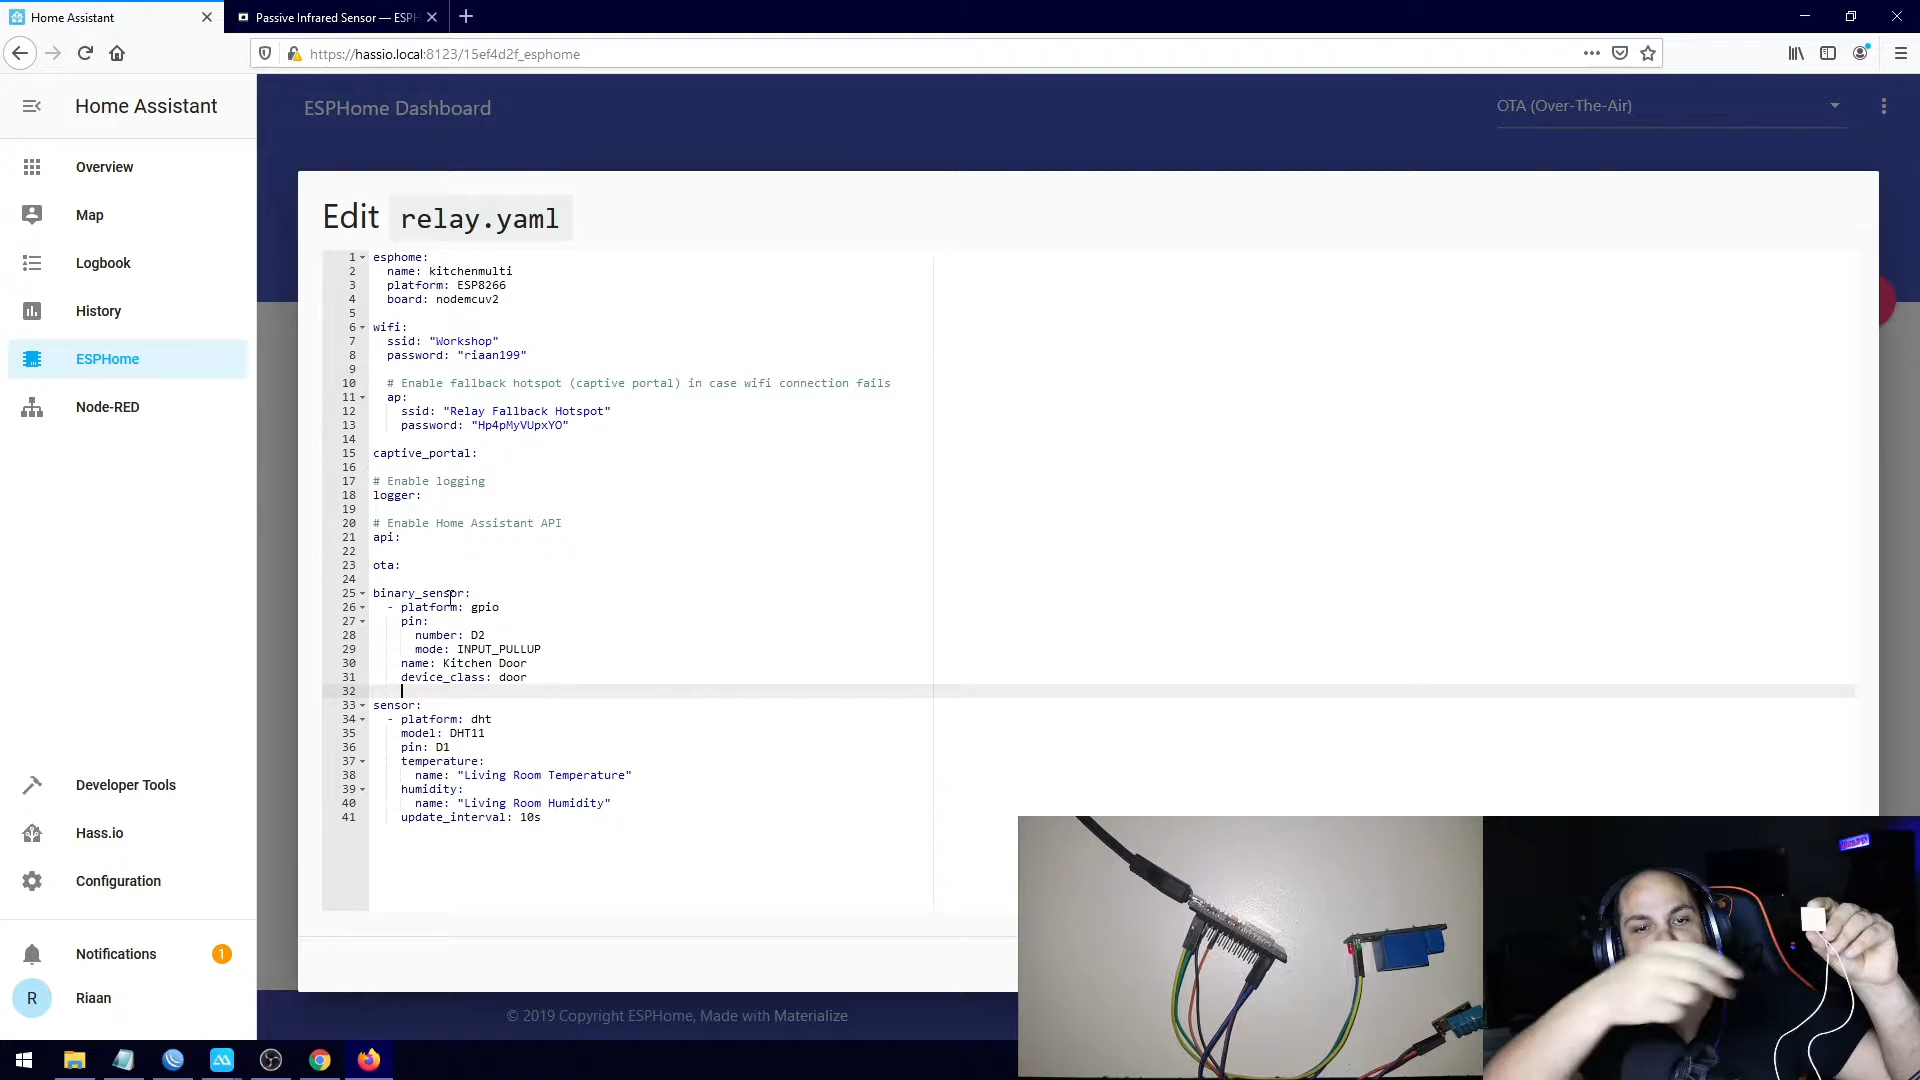 Home Assistant
Passive Infrared Sensor — ESPH
https://hassio.local:8123/15ef4d2f_esphome
Home Assistant
Overview
Map
Logbook
History
ESPHome
Node-RED
Developer Tools
Hass.io
Configuration
Notifications
1
R
Riaan
ESPHome Dashboard
OTA (Over-The-Air)
Edit relay.yaml
1 esphome:
2 name: kitchenmulti
3 platform: ESP8266
4 board: nodemcuv2
5
6 wifi:
7 ssid: "Workshop"
8 password: "riaan199"
9
10 # Enable fallback hotspot (captive portal) in case wifi connection fails
11 ap:
12 ssid: "Relay Fallback Hotspot"
13 password: "Hp4pMyVUpxYO"
14
15 captive_portal:
16
17 # Enable logging
18 logger:
19
20 # Enable Home Assistant API
21 api:
22
23 ota:
24
25 binary_sensor:
26 - platform: gpio
27 pin:
28 number: D2
29 mode: INPUT_PULLUP
30 name: Kitchen Door
31 device_class: door
32
33 sensor:
34 - platform: dht
35 model: DHT11
36 pin: D1
37 temperature:
38 name: "Living Room Temperature"
39 humidity:
40 name: "Living Room Humidity"
41 update_interval: 10s
© 2019 Copyright ESPHome, Made with Materialize